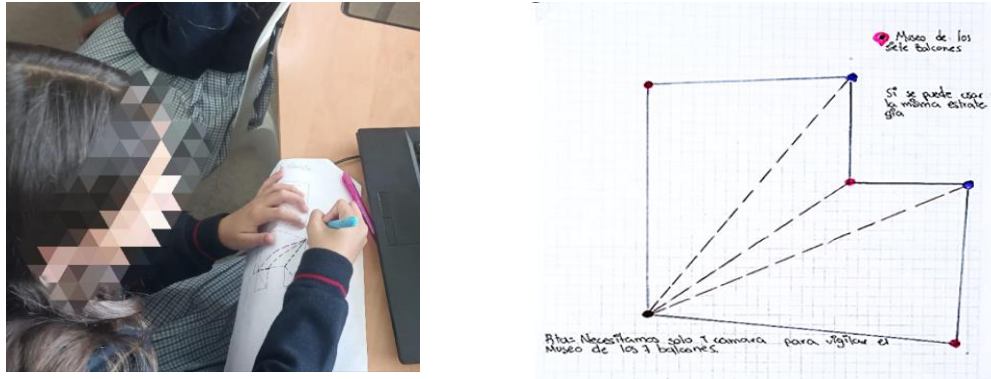 Museo de los
siete Balcones
Si se puede usar
la misma estrate
gia
Rta: Necesitamos solo 1 camara para vigilar el
Museo de los 7 balcones.